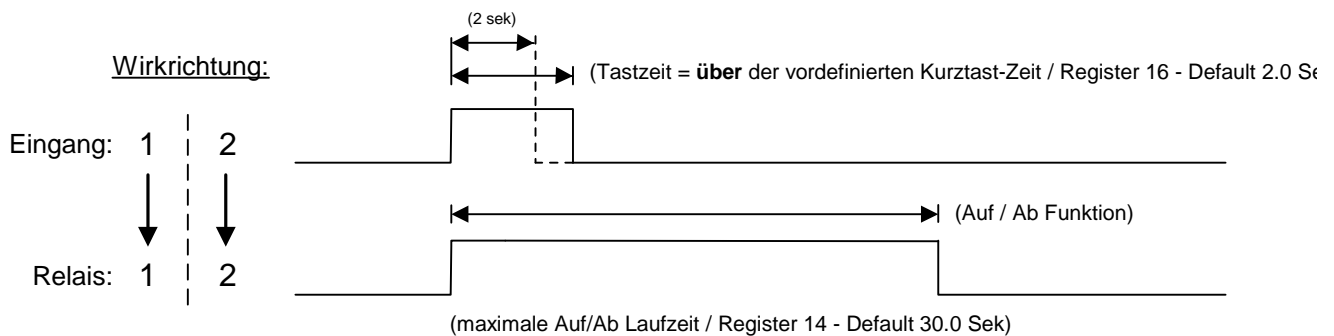 (2 sek)
Wirkrichtung:
(Tastzeit = über der vordefinierten Kurztast-Zeit / Register 16 - Default 2.0 Se
Eingang: 1 2
(Auf / Ab Funktion)
Relais: 1 2
(maximale Auf/Ab Laufzeit / Register 14 - Default 30.0 Sek)